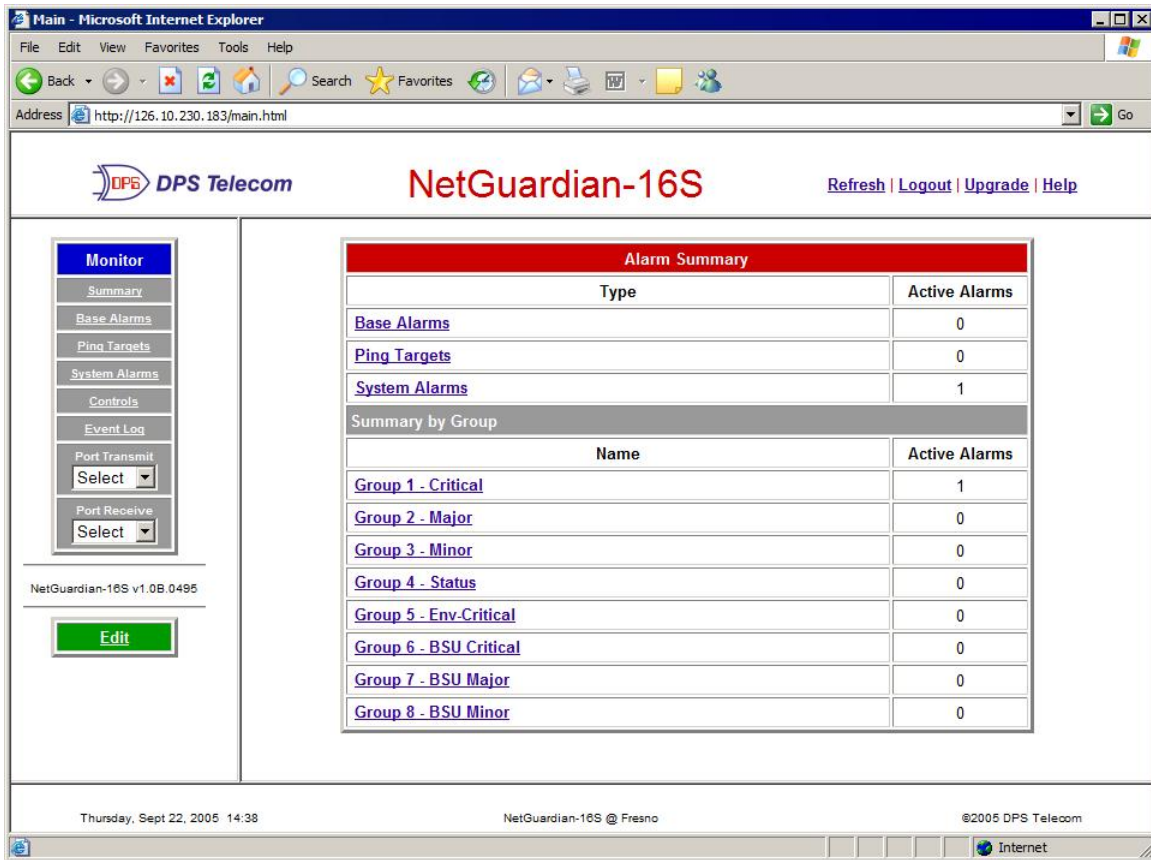 Main - Microsoft Internet Explorer
File Edit View Favorites Tools Help
Back Search Favorites
Address http://126.10.230.183/main.html Go
DPS DPS Telecom
NetGuardian-16S
Refresh | Logout | Upgrade | Help
Monitor
Summary
Base Alarms
Ping Targets
System Alarms
Controls
Event Log
Port Transmit
Select
Port Receive
Select
NetGuardian-16S v1.0B.0495
Edit
Alarm Summary
Type Active Alarms
Base Alarms 0
Ping Targets 0
System Alarms 1
Summary by Group
Name Active Alarms
Group 1 - Critical 1
Group 2 - Major 0
Group 3 - Minor 0
Group 4 - Status 0
Group 5 - Env-Critical 0
Group 6 - BSU Critical 0
Group 7 - BSU Major 0
Group 8 - BSU Minor 0
Thursday, Sept 22, 2005 14:38 NetGuardian-16S @ Fresno ©2005 DPS Telecom
Internet